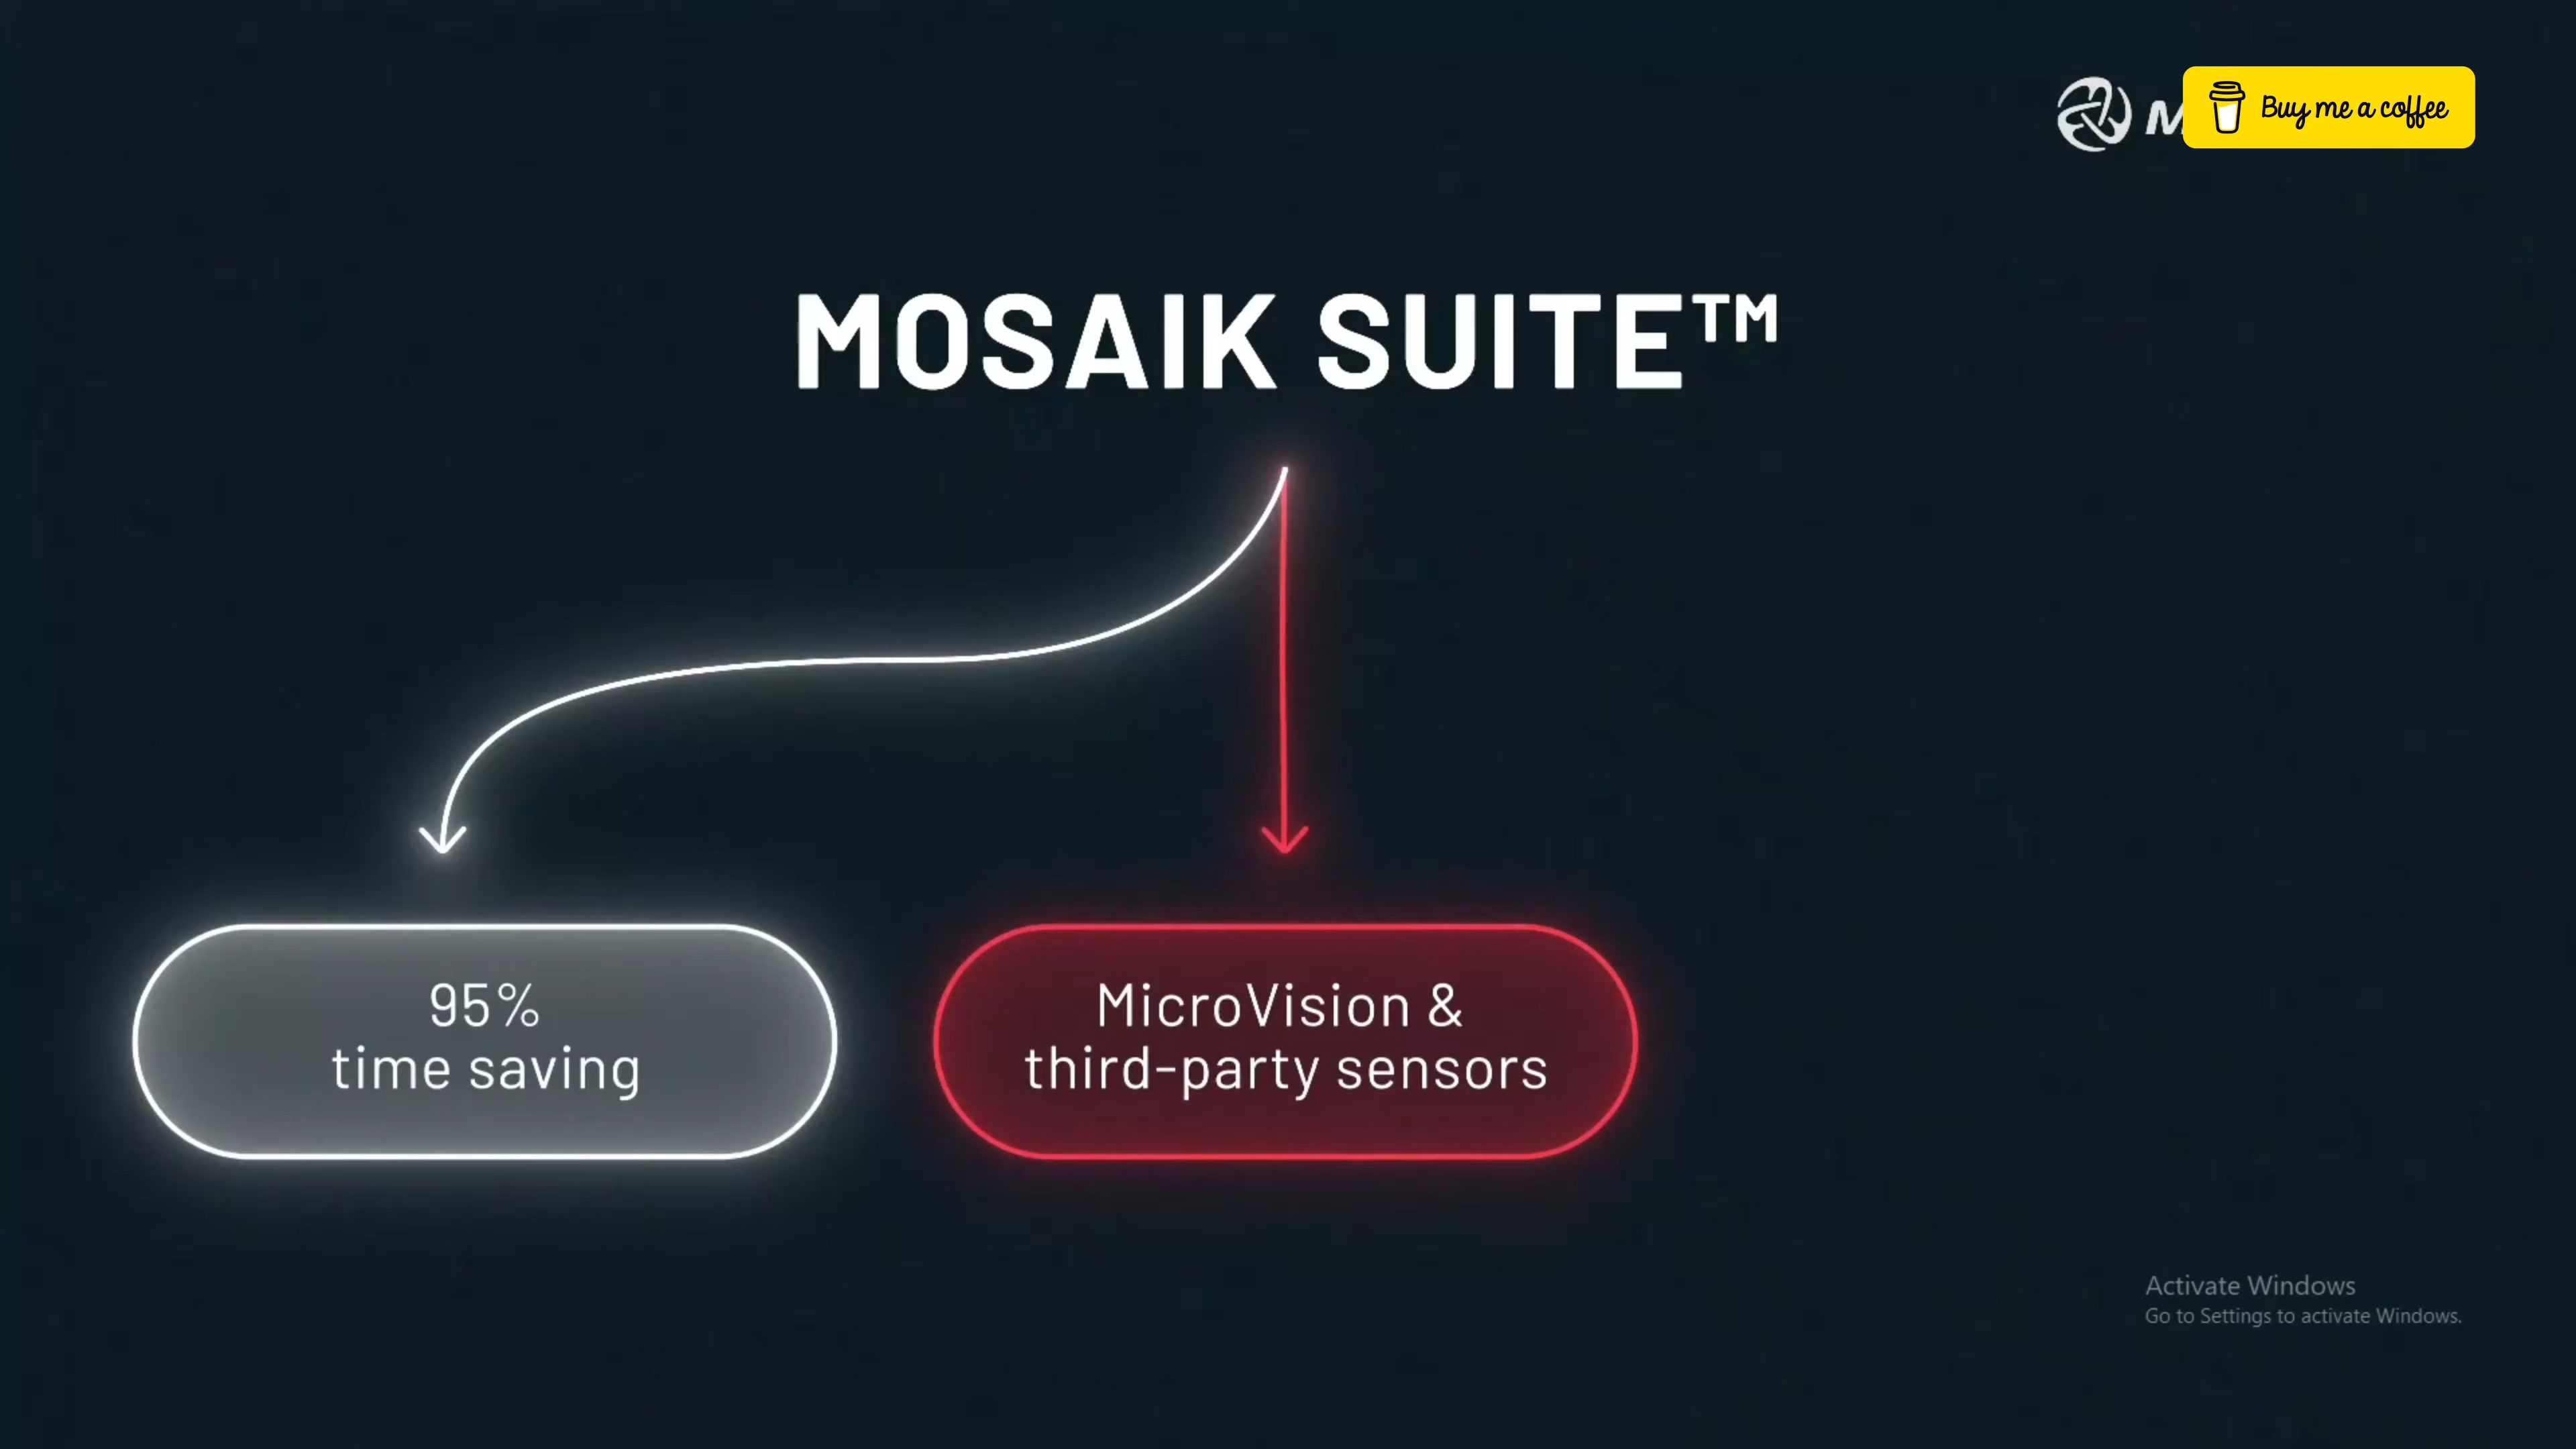 Buy me a coffee
MOSAIK SUITE™
95%
time saving
MicroVision &
third-party sensors
Activate Windows
Go to Settings to activate Windows.